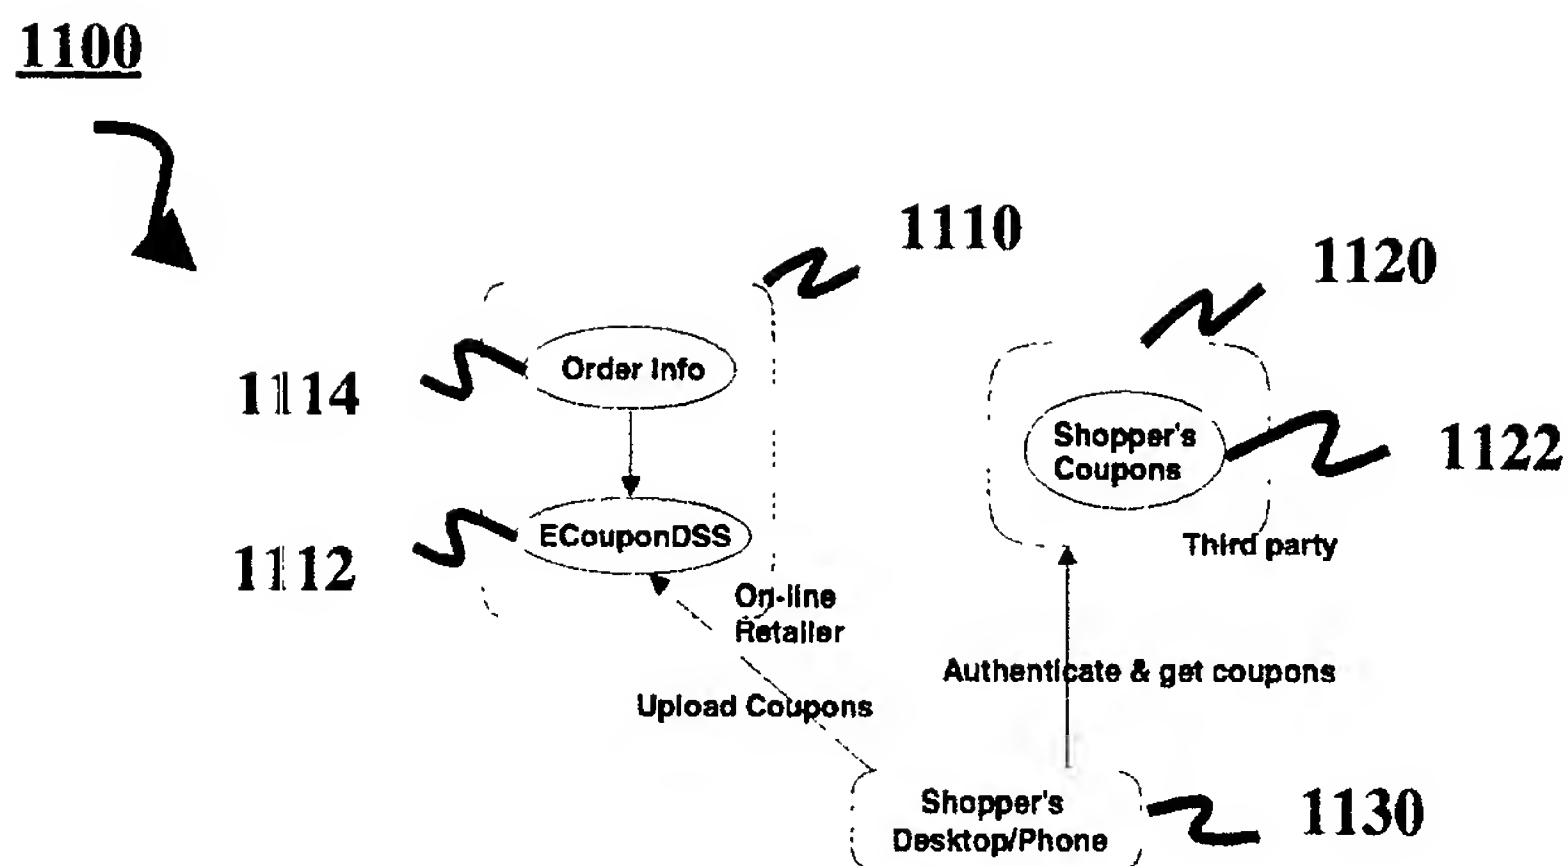 1100
1110
1120
Order Info
1114
Shopper's
Coupons
1122
ECouponDSS
1112
Third party
On-line
Retailer
Authenticate & get coupons
Upload Coupons
Shopper's
Desktop/Phone
1130